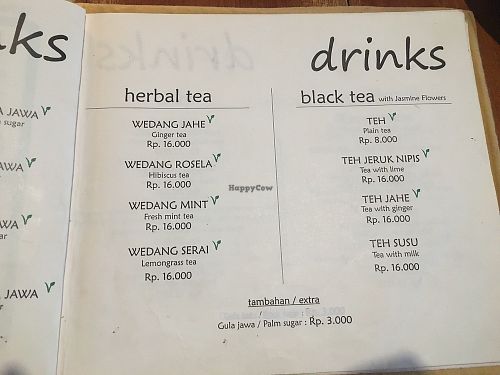 nks
A JAWA
sugar
AWA
AWA
JAWA
drinks
herbal tea
WEDANG JAHE
Ginger tea
Rp. 16.000
WEDANG ROSELA
Hibiscus tea
Rp. 16.000
WEDANG MINT
Fresh mint tea
Rp. 16.000
WEDANG SERAI
Lemongrass tea
Rp. 16.000
black tea with Jasmine Flowers
TEH
Plain tea
Rp. 8.000
TEH JERUK NIPIS
Tea with lime
Rp. 16.000
TEH JAHE
Tea with ginger
Rp. 16.000
TEH SUSU
Tea with milk
Rp. 16.000
tambahan / extra
Gula jawa / Palm sugar : Rp. 3.000
HappyCow